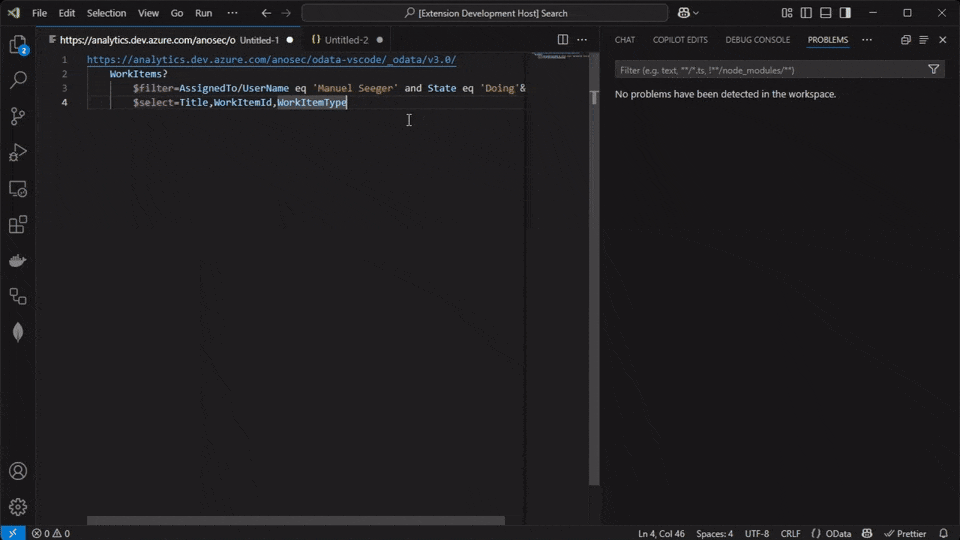 File Edit Selection View Go Run ··· [Extension Development Host] Search
https://analytics.dev.azure.com/anosec/o Untitled-1 {} Untitled-2
CHAT COPILOT EDITS DEBUG CONSOLE PROBLEMS ···
2
1 https://analytics.dev.azure.com/anosec/odata-vscode/_odata/v3.0/
2 WorkItems?
3 $filter=AssignedTo/UserName eq 'Manuel Seeger' and State eq 'Doing'&
4 $select=Title,WorkItemId,WorkItemType
Filter (e.g. text, **/*.ts, !**/node_modules/**)
No problems have been detected in the workspace.
0 0 Ln 4, Col 46 Spaces: 4 UTF-8 CRLF {} OData Prettier